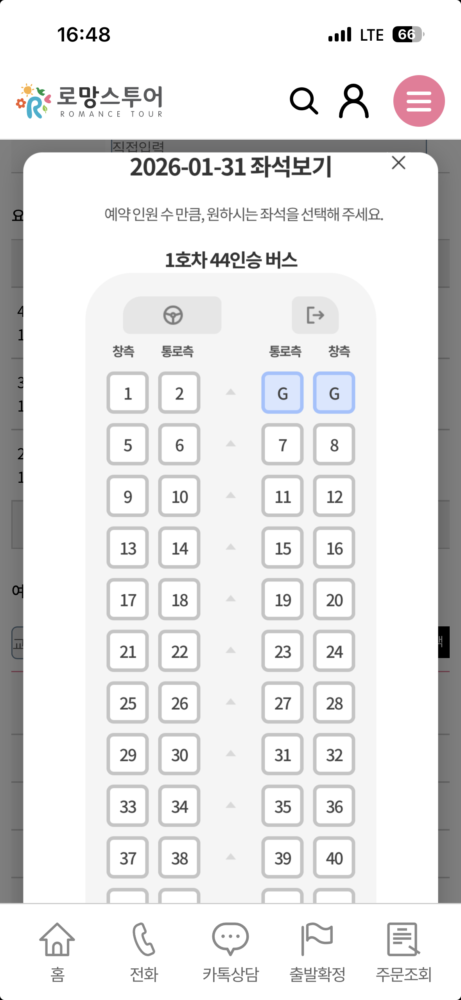 16:48 LTE 66
로망스투어
ROMANCE TOUR
직접입력
2026-01-31 좌석보기
예약 인원 수 만큼, 원하시는 좌석을 선택해 주세요.
1호차 44인승 버스
창측 통로측 통로측 창측
1 2 G G
5 6 7 8
9 10 11 12
13 14 15 16
17 18 19 20
21 22 23 24
25 26 27 28
29 30 31 32
33 34 35 36
37 38 39 40
홈 전화 카톡상담 출발확정 주문조회